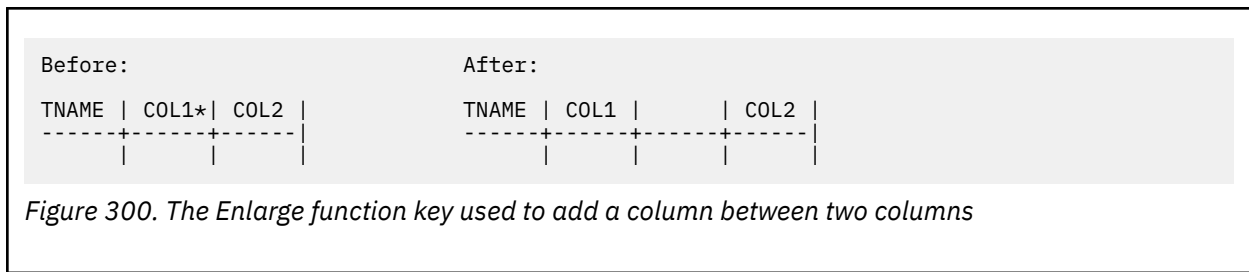 Before:                                  After:
TNAME | COL1*| COL2 |                    TNAME | COL1 |      | COL2 |
------+------+------|                    ------+------+------+------|
      |      |      |                          |      |      |      |
Figure 300. The Enlarge function key used to add a column between two columns